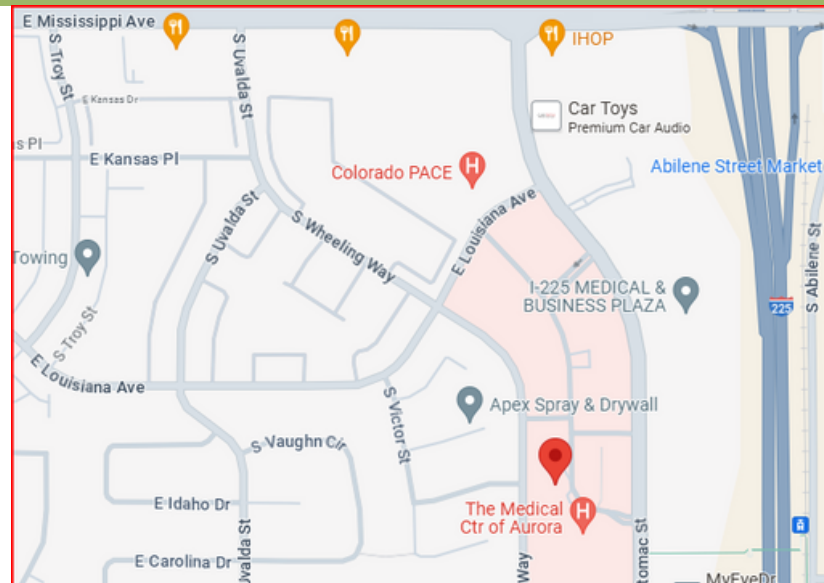 E Mississippi Ave
S Troy St
S Uvalda St
IHOP
E Kansas Dr
Car Toys
Premium Car Audio
s Pl
E Kansas Pl
Colorado PACE
H
Abilene Street Market
S Uvalda St
S Wheeling Way
E Louisiana Ave
Towing
I-225 MEDICAL &
BUSINESS PLAZA
225
S Abilene St
S Troy St
E Louisiana Ave
S Victor St
Apex Spray & Drywall
S Vaughn Cir
E Idaho Dr
The Medical
Ctr of Aurora
H
valda St
Way
tomac St
E Carolina Dr
MyEyeDr